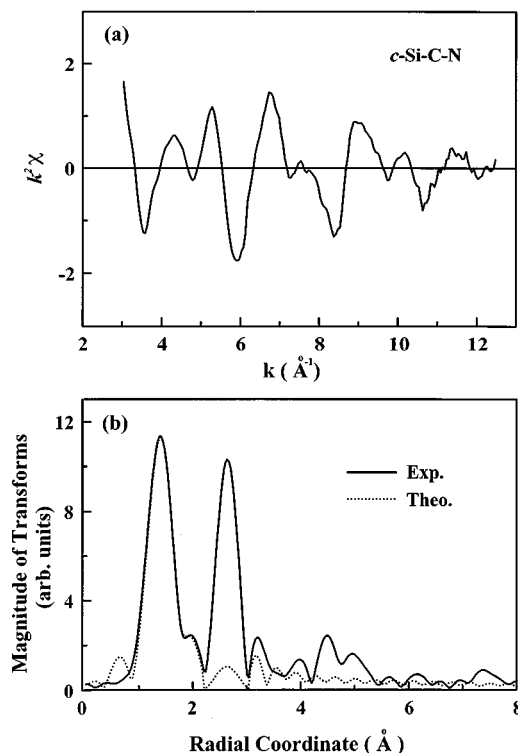 (a)
c-Si-C-N
2
0
-2
k²χ
2 4 6 8 10 12
k ( Å⁻¹ )
(b)
12
8
4
0
Exp.
Theo.
Magnitude of Transforms
(arb. units)
0 2 4 6 8
Radial Coordinate ( Å )